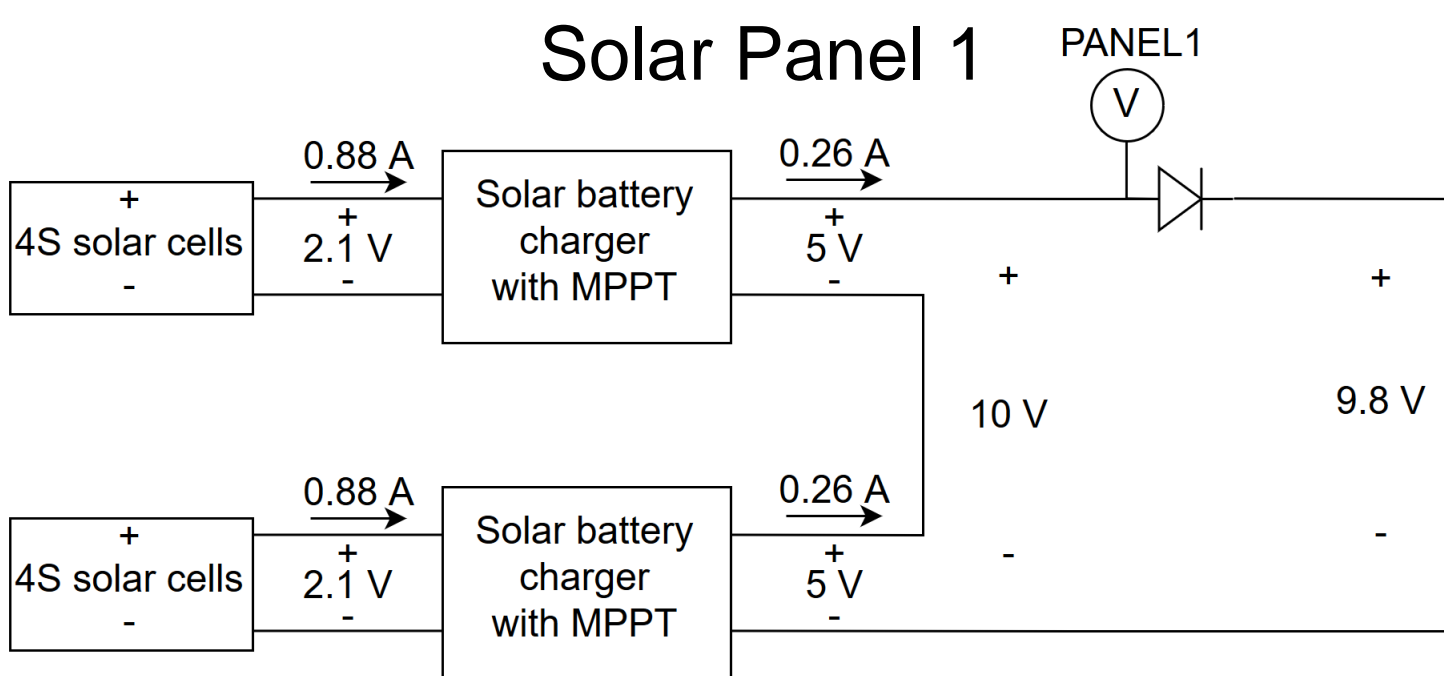 Solar Panel 1
PANEL1
V
0.88 A
0.26 A
+
4S solar cells
-
+
2.1 V
-
Solar battery
charger
with MPPT
+
5 V
-
+
10 V
-
+
9.8 V
-
0.88 A
0.26 A
+
4S solar cells
-
+
2.1 V
-
Solar battery
charger
with MPPT
+
5 V
-